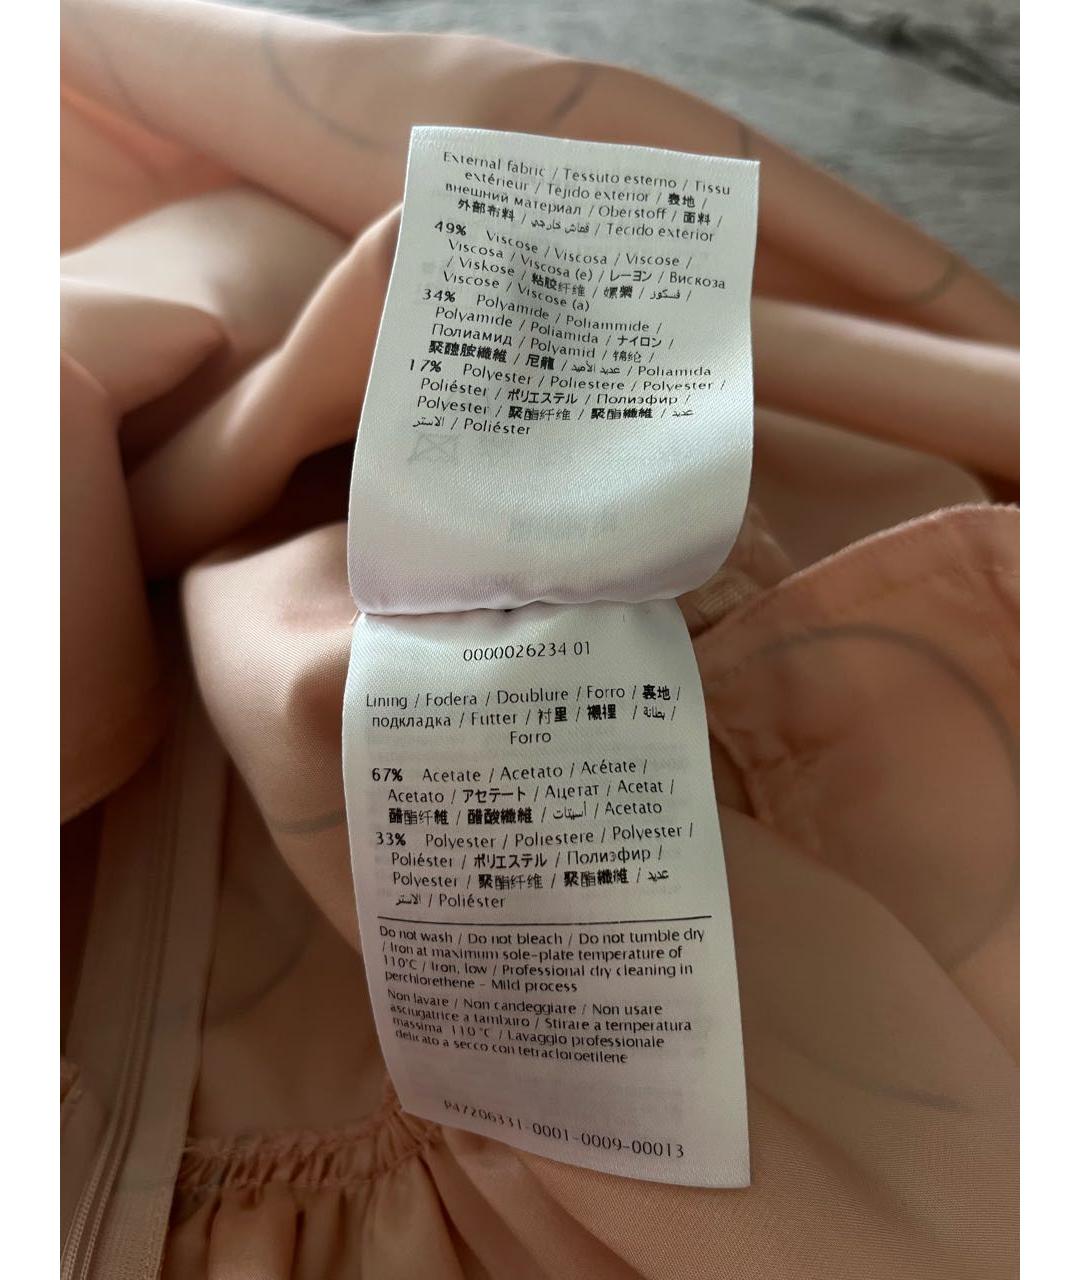 External fabric / Tessuto esterno / Tissu
extérieur / Tejido exterior / 表地 /
внешний материал / Oberstoff / 面料 /
外部布料 / قماش خارجي / Tecido exterior
49% Viscose / Viscosa / Viscose /
Viscosa / Viscosa (e) / レーヨン / Вискоза
/ Viskose / 粘胶纤维 / 嫘縈 / فسكوز /
Viscose / Viscose (a)
34% Polyamide / Poliammide /
Polyamide / Poliamida / ナイロン /
Полиамид / Polyamid / 锦纶 /
聚醯胺纖維 / 尼龍 / عديد الأميد / Poliamida
17% Polyester / Poliestere / Polyester /
Poliéster / ポリエステル / Полиэфир /
Polyester / 聚酯纤维 / 聚酯纖維 / عديد
الاستر / Poliéster
0000026234 01
Lining / Fodera / Doublure / Forro / 裏地 /
подкладка / Futter / 衬里 / 襯裡 / بطانة /
Forro
67% Acetate / Acetato / Acétate /
Acetato / アセテート / Ацетат / Acetat /
醋酯纤维 / 醋酸纖維 / أسيتات / Acetato
33% Polyester / Poliestere / Polyester /
Poliéster / ポリエステル / Полиэфир /
Polyester / 聚酯纤维 / 聚酯纖維 / عديد
الاستر / Poliéster
Do not wash / Do not bleach / Do not tumble dry
/ Iron at maximum sole-plate temperature of
110°C / Iron, low / Professional dry cleaning in
perchlorethene - Mild process
Non lavare / Non candeggiare / Non usare
asciugatrice a tamburo / Stirare a temperatura
massima 110°C / Lavaggio professionale
delicato a secco con tetracloroetilene
P47206331-0001-0009-00013